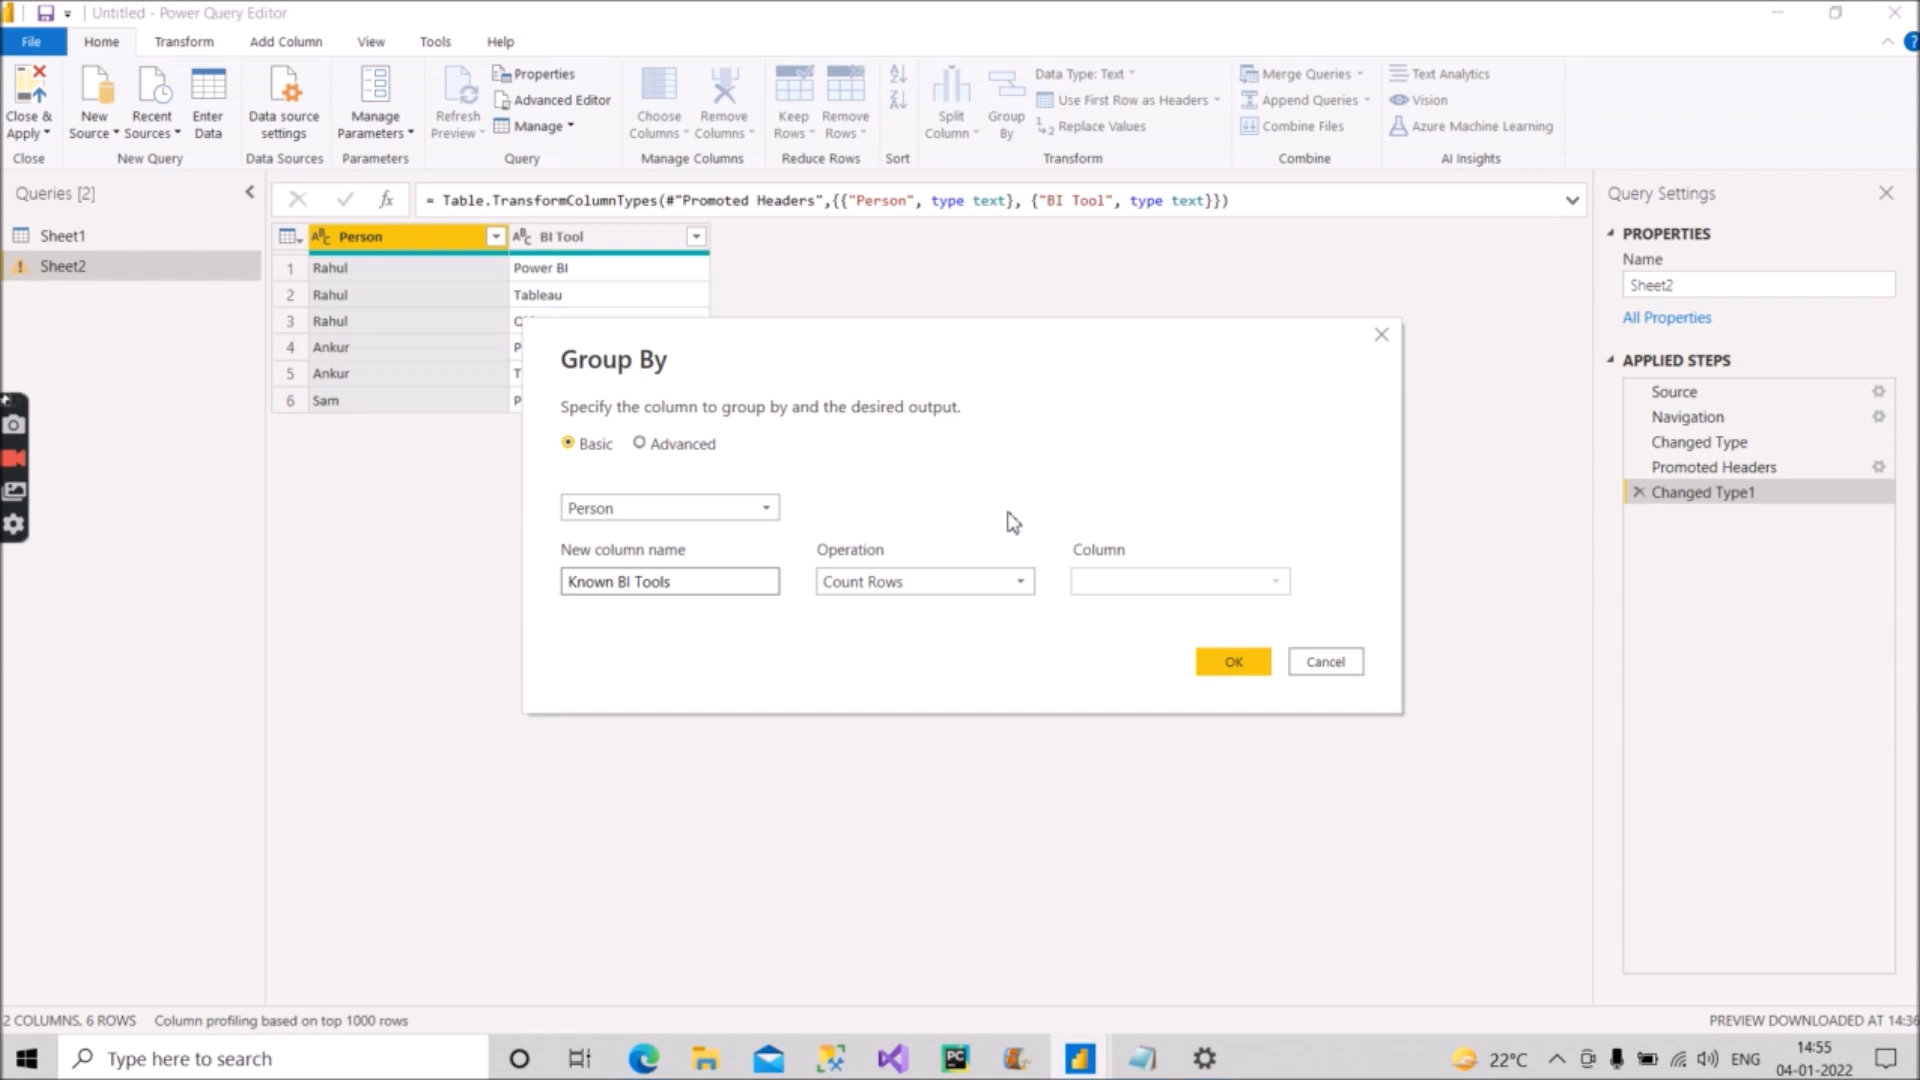 Untitled - Power Query Editor
File Home Transform Add Column View Tools Help
Close & Apply
New Source
Recent Sources
Enter Data
Data source settings
Manage Parameters
Refresh Preview
Properties
Advanced Editor
Manage
Choose Columns
Remove Columns
Keep Rows
Remove Rows
Split Column
Group By
Data Type: Text
Use First Row as Headers
Replace Values
Merge Queries
Append Queries
Combine Files
Text Analytics
Vision
Azure Machine Learning
Close New Query Data Sources Parameters Query Manage Columns Reduce Rows Sort Transform Combine AI Insights
Queries [2]
Sheet1
Sheet2
fx = Table.TransformColumnTypes(#"Promoted Headers",{{"Person", type text}, {"BI Tool", type text}})
ABC Person ABC BI Tool
1 Rahul Power BI
2 Rahul Tableau
3 Rahul
4 Ankur P
5 Ankur T
6 Sam P
Group By
Specify the column to group by and the desired output.
Basic Advanced
Person
New column name Operation Column
Known BI Tools Count Rows
OK Cancel
Query Settings
PROPERTIES
Name
Sheet2
All Properties
APPLIED STEPS
Source
Navigation
Changed Type
Promoted Headers
Changed Type1
2 COLUMNS, 6 ROWS Column profiling based on top 1000 rows
PREVIEW DOWNLOADED AT 14:36
Type here to search
PC
22°C ENG
14:55
04-01-2022